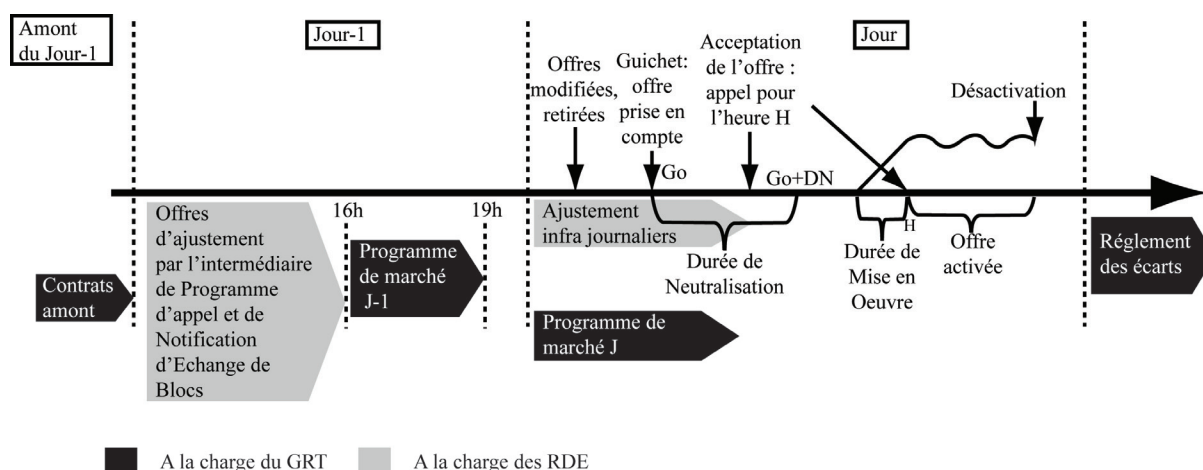 Amont
du Jour-1
Jour-1
Jour
Offres
modifiées,
retirées
Guichet:
offre
prise en
compte
Acceptation
de l’offre :
appel pour
l’heure H
Désactivation
Go
Go+DN
Contrats
amont
Offres
d’ajustement
par l’intermédiaire
de Programme
d’appel et de
Notification
d’Echange de
Blocs
16h
Programme
de marché
J-1
19h
Ajustement
infra journaliers
Durée de
Neutralisation
H
Durée de
Mise en
Oeuvre
Offre
activée
Réglement
des écarts
Programme de
marché J
A la charge du GRT
A la charge des RDE